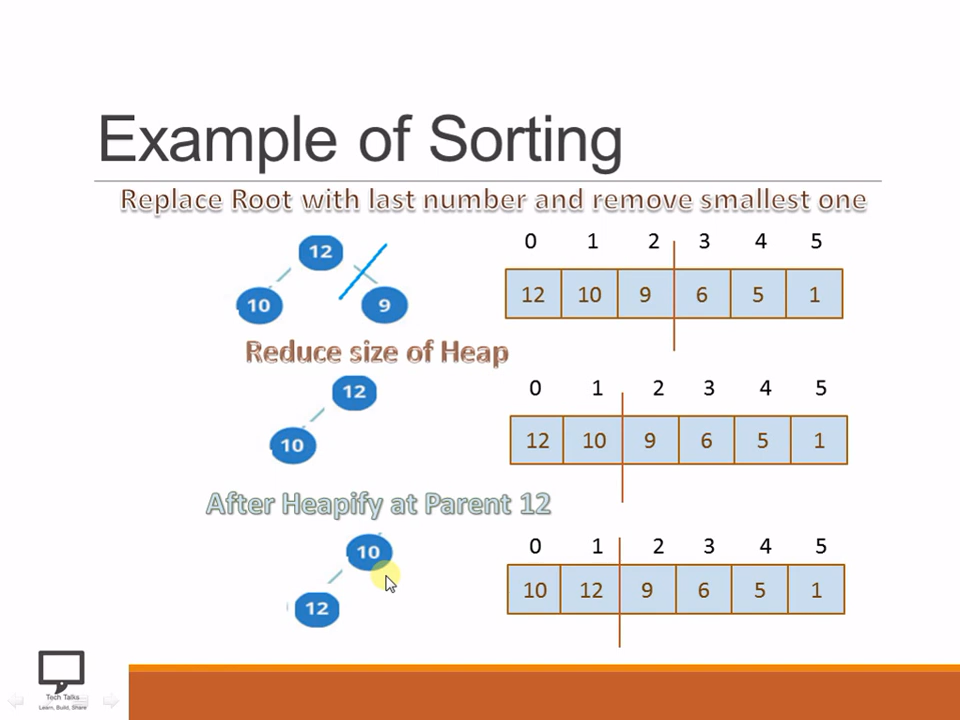 Example of Sorting
Replace Root with last number and remove smallest one
0 1 2 3 4 5
12
10 9
12 10 9 6 5 1
Reduce size of Heap
0 1 2 3 4 5
12
10
12 10 9 6 5 1
After Heapify at Parent 12
0 1 2 3 4 5
10
12
10 12 9 6 5 1
Tech Talks
Learn, Build, Share